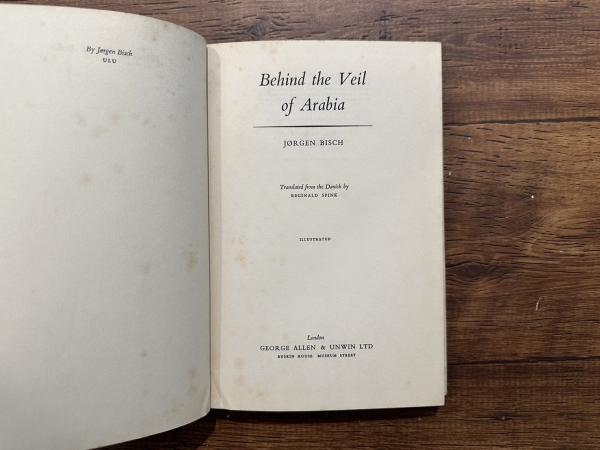 By Jørgen Bisch
ULU
Behind the Veil
of Arabia
JØRGEN BISCH
Translated from the Danish by
REGINALD SPINK
ILLUSTRATED
London
GEORGE ALLEN & UNWIN LTD
RUSKIN HOUSE MUSEUM STREET